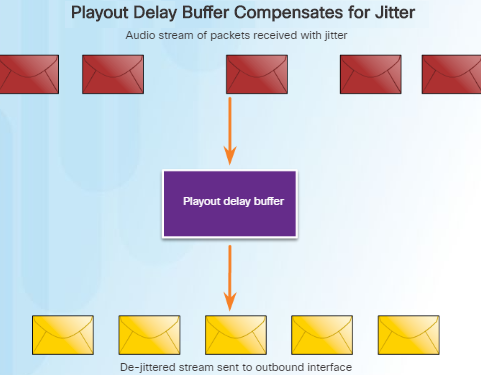 Playout Delay Buffer Compensates for Jitter
Audio stream of packets received with jitter
Playout delay buffer
De-jittered stream sent to outbound interface